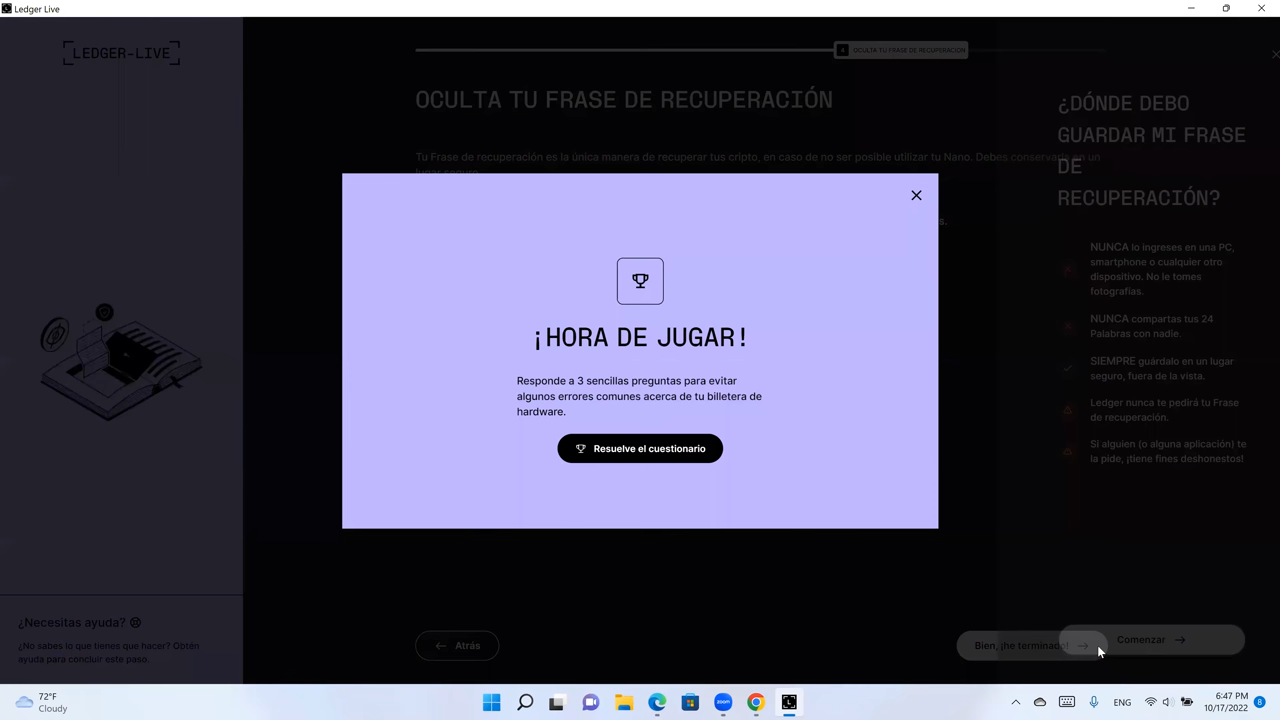 Ledger Live
LEDGER-LIVE
4 OCULTA TU FRASE DE RECUPERACIÓN
OCULTA TU FRASE DE RECUPERACIÓN
Tu Frase de recuperación es la única manera de recuperar tus cripto, en caso de no ser posible utilizar tu Nano. Debes conservarla en un
lugar seguro.
s.
¡HORA DE JUGAR!
Responde a 3 sencillas preguntas para evitar
algunos errores comunes acerca de tu billetera de
hardware.
Resuelve el cuestionario
¿DÓNDE DEBO
GUARDAR MI FRASE
DE
RECUPERACIÓN?
NUNCA lo ingreses en una PC,
smartphone o cualquier otro
dispositivo. No le tomes
fotografías.
NUNCA compartas tus 24
Palabras con nadie.
SIEMPRE guárdalo en un lugar
seguro, fuera de la vista.
Ledger nunca te pedirá tu Frase
de recuperación.
Si alguien (o alguna aplicación) te
la pide, ¡tiene fines deshonestos!
¿Necesitas ayuda?
¿No sabes lo que tienes que hacer? Obtén
ayuda para concluir este paso.
Atrás
Bien, ¡he terminado!
Comenzar
72°F
Cloudy
zoom
ENG
6:47 PM
10/17/2022
8